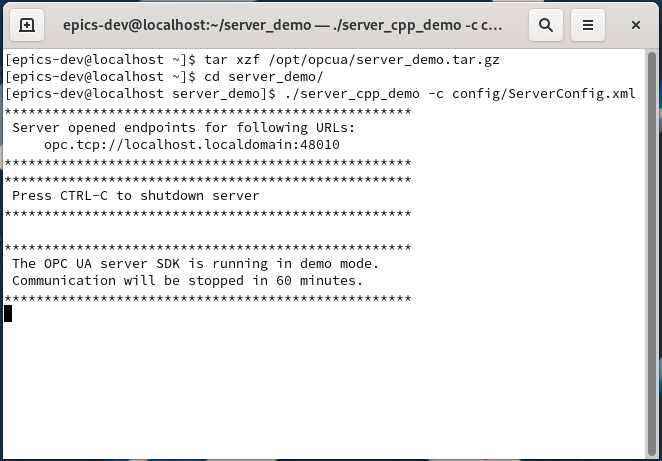 epics-dev@localhost:~/server_demo — ./server_cpp_demo -c c...
[epics-dev@localhost ~]$ tar xzf /opt/opcua/server_demo.tar.gz
[epics-dev@localhost ~]$ cd server_demo/
[epics-dev@localhost server_demo]$ ./server_cpp_demo -c config/ServerConfig.xml
***************************************************
 Server opened endpoints for following URLs:
     opc.tcp://localhost.localdomain:48010
***************************************************
***************************************************
 Press CTRL-C to shutdown server
***************************************************

***************************************************
 The OPC UA server SDK is running in demo mode.
 Communication will be stopped in 60 minutes.
***************************************************